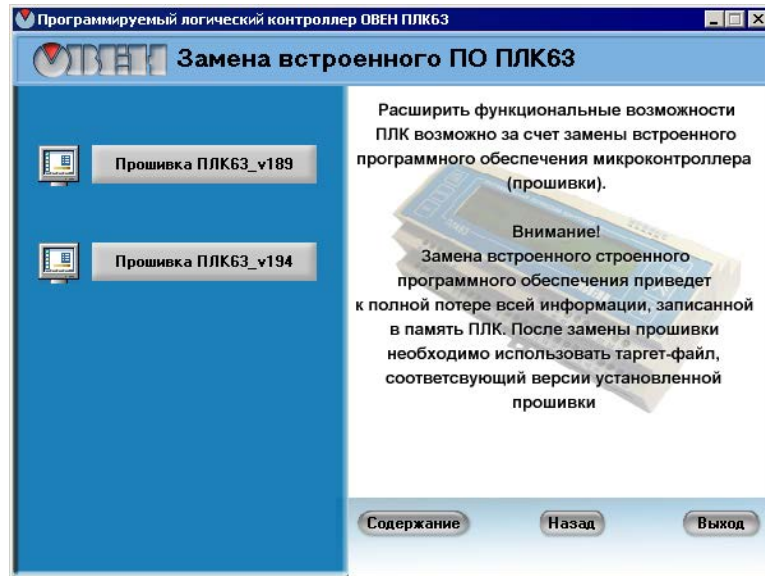 Программируемый логический контроллер ОВЕН ПЛК63
ОВЕН
Замена встроенного ПО ПЛК63
Прошивка ПЛК63_v189
Прошивка ПЛК63_v194
Расширить функциональные возможности
ПЛК возможно за счет замены встроенного
программного обеспечения микроконтроллера
(прошивки).
Внимание!
Замена встроенного строенного
программного обеспечения приведет
к полной потере всей информации, записанной
в память ПЛК. После замены прошивки
необходимо использовать таргет-файл,
соответсвующий версии установленной
прошивки
Содержание
Назад
Выход